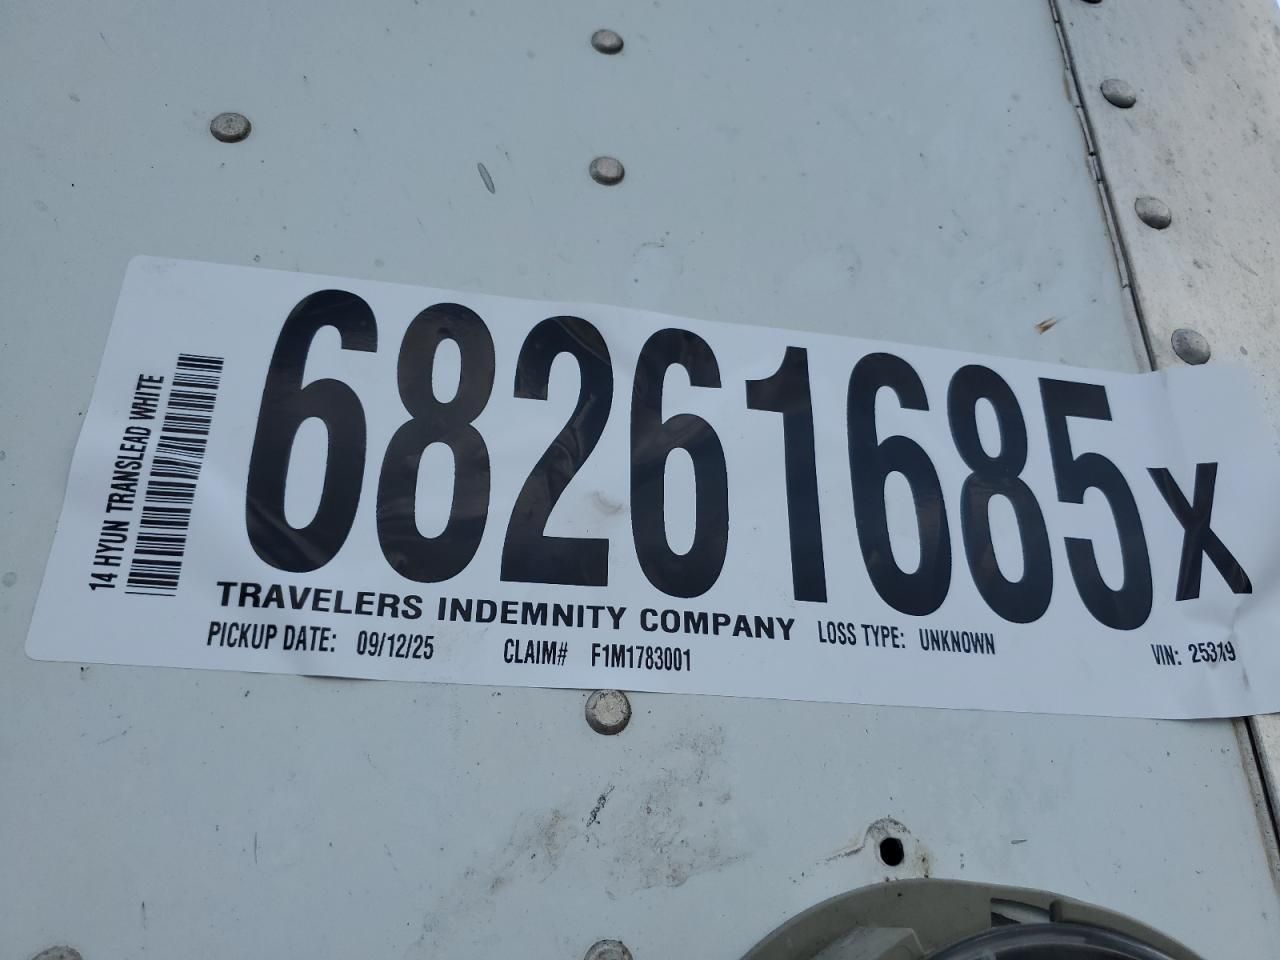 14 HYUN TRANSLEAD WHITE
68261685X
TRAVELERS INDEMNITY COMPANY
PICKUP DATE: 09/12/25 CLAIM# F1M1783001 LOSS TYPE: UNKNOWN VIN: 25319